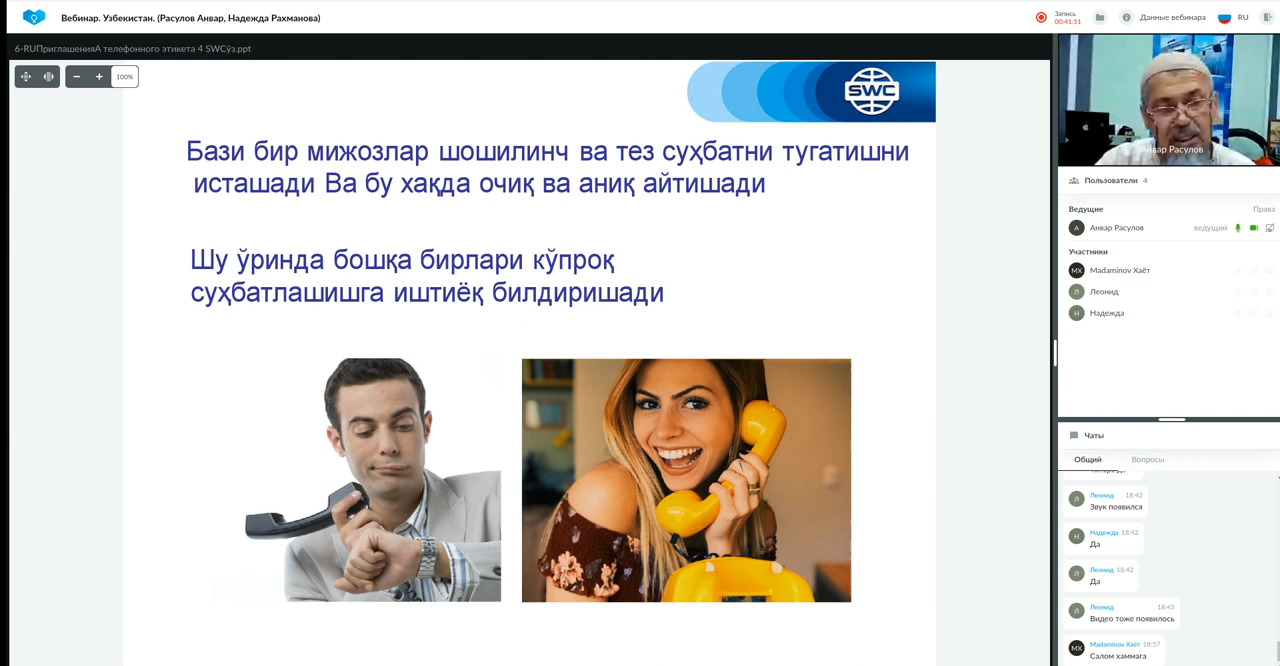 Вебинар. Узбекистан. (Расулов Анвар, Надежда Рахманова)
Запись
00:41:51
Данные вебинара
RU
6-RUПриглашенияА телефонного этикета 4 SWCўз.ppt
100%
SWC
Бази бир мижозлар шошилинч ва тез суҳбатни тугатишни
исташади Ва бу хақда очиқ ва аниқ айтишади
Шу ўринда бошқа бирлари кўпроқ
суҳбатлашишга иштиёқ билдиришади
Анвар Расулов
Пользователи 4
Ведущие Права
А Анвар Расулов ведущий
Участники
МХ Madaminov Хаёт
Л Леонид
Н Надежда
Чаты
Общий Вопросы
Л Леонид 18:42
Звук появился
Н Надежда 18:42
Да
Л Леонид 18:42
Да
Л Леонид 18:43
Видео тоже появилось
МХ Madaminov Хаёт 18:57
Салом хаммага